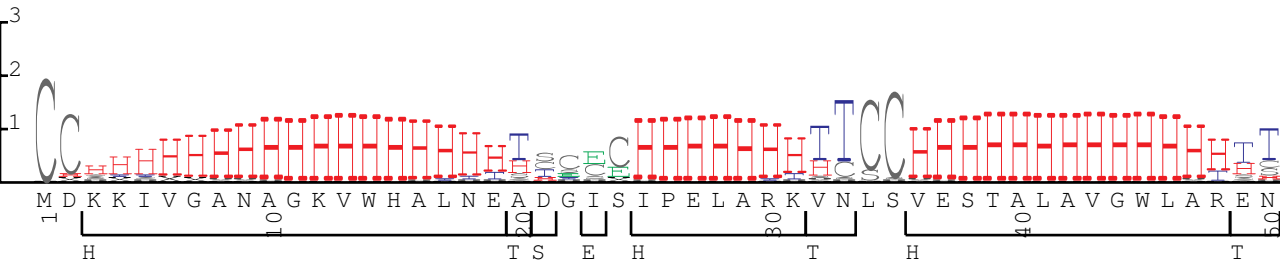 3
2
1
C C H H H H H H H H H H H H H H H H H T S C E C H H H H H H H T T C C H H H H H H H H H H H H H T T
M D K K I V G A N A G K V W H A L N E A D G I S I P E L A R K V N L S V E S T A L A V G W L A R E N
1 10 20 30 40 50
H T S E H T H T